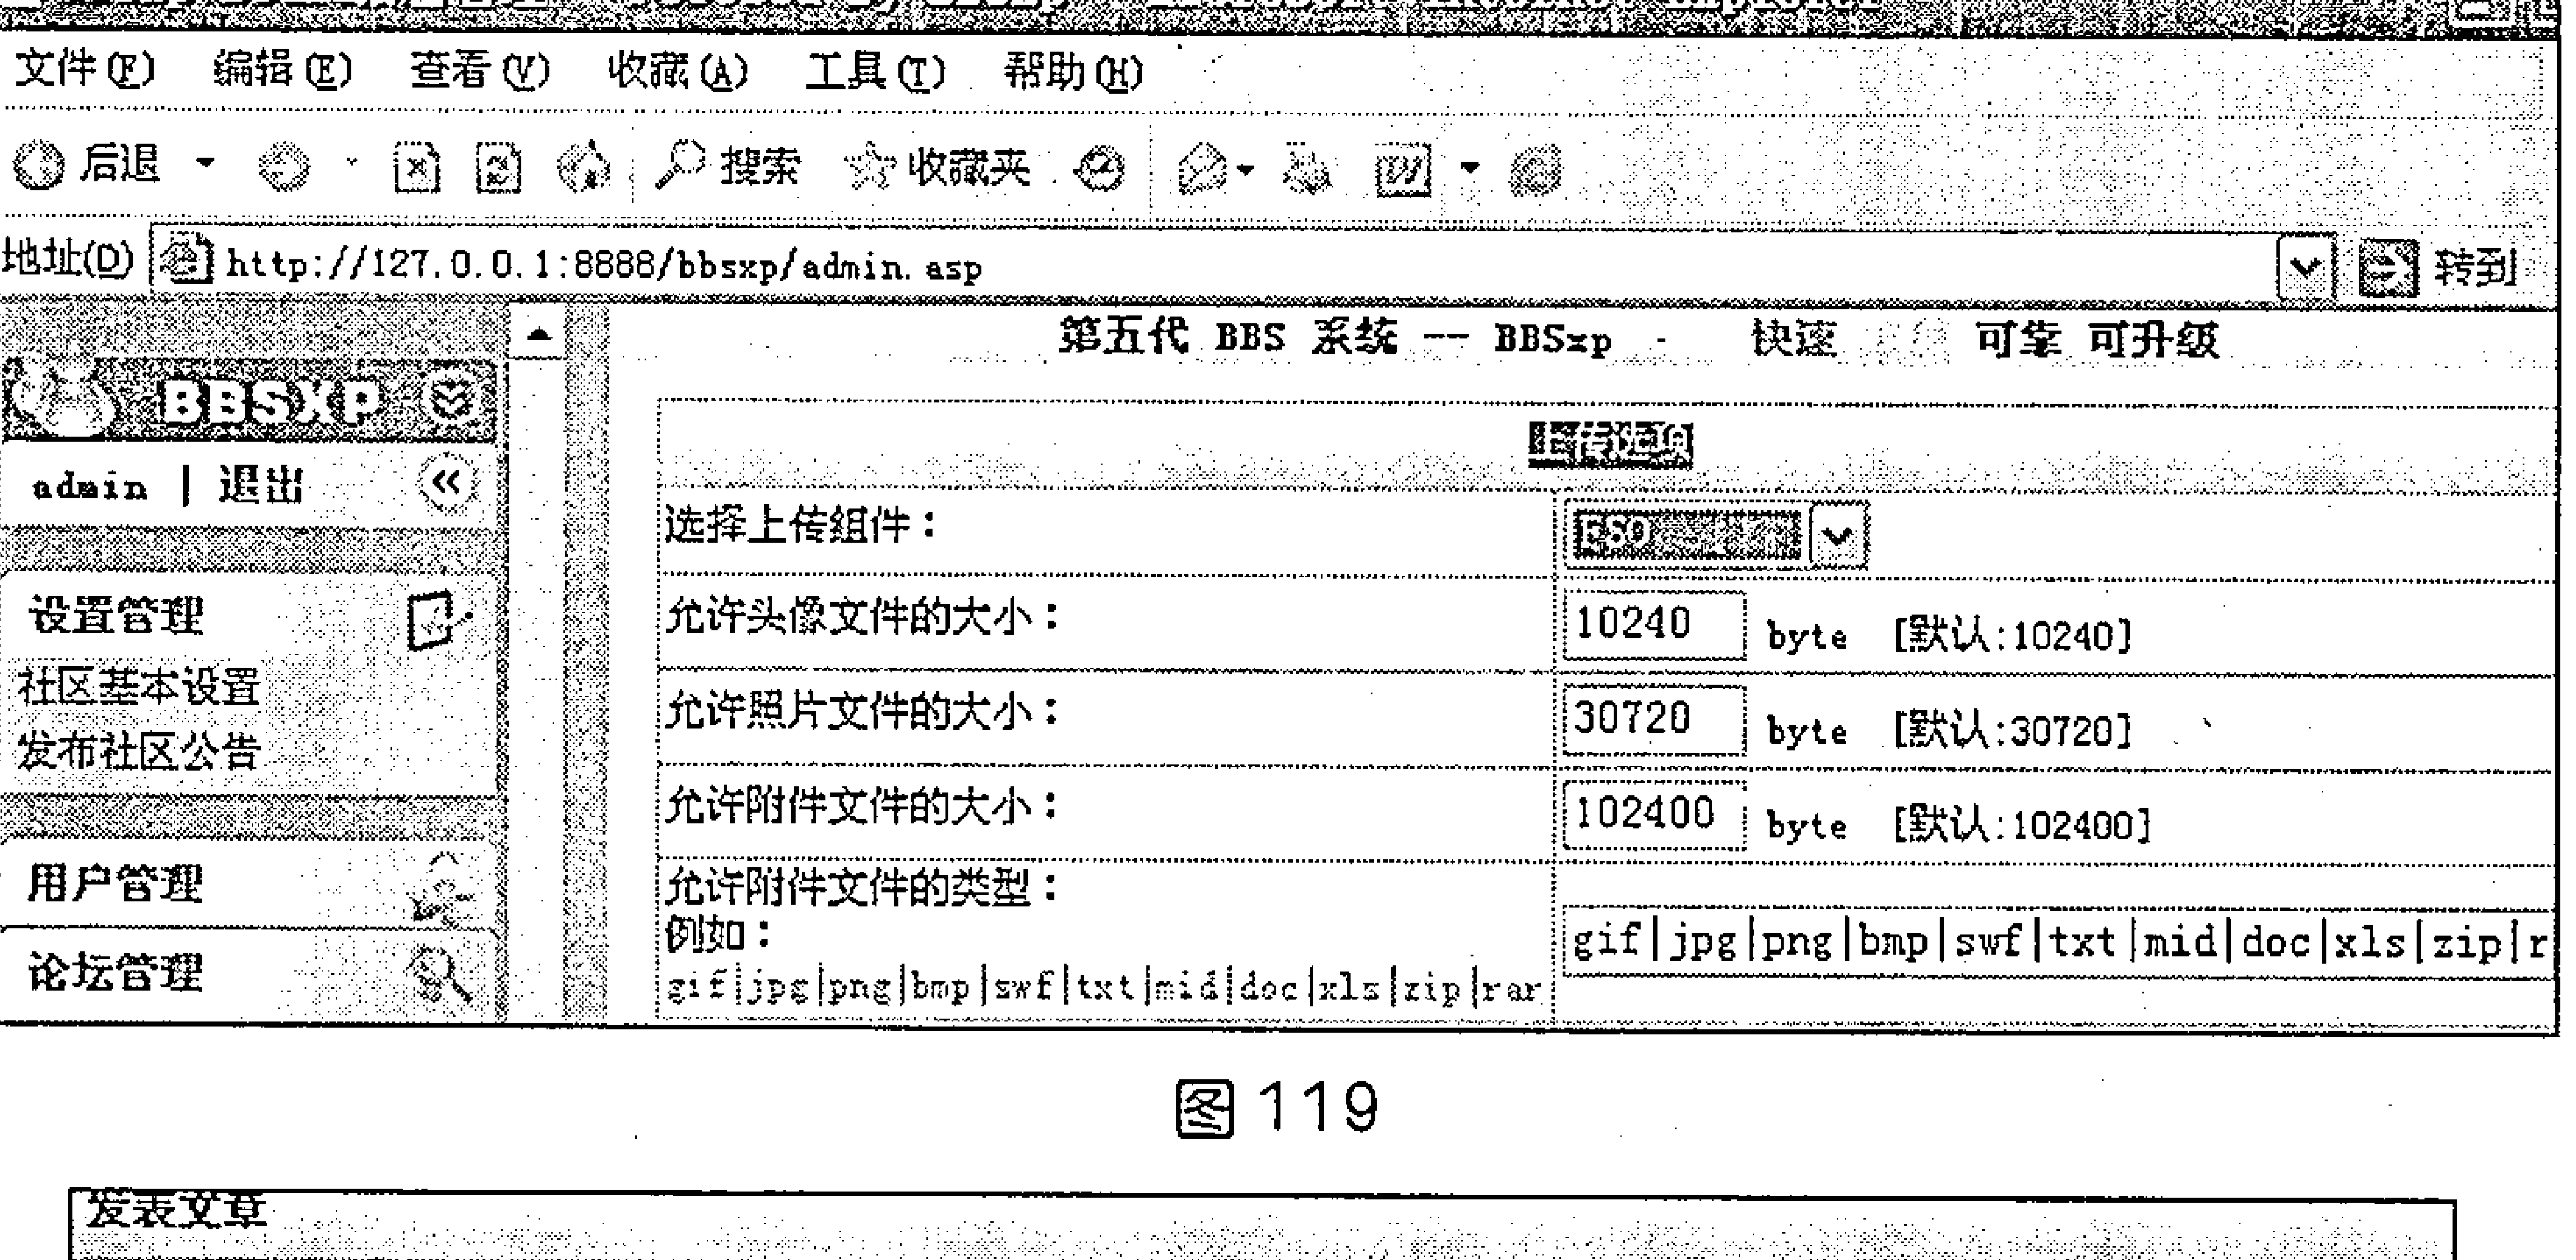 文件(F) 编辑(E) 查看(V) 收藏(A) 工具(T) 帮助(H)
后退 搜索 收藏夹
地址(D) http://127.0.0.1:8888/bbsxp/admin.asp 转到
第五代 BBS 系统 -- BBSxp - 快速 可靠 可升级
BBSXP
admin | 退出
设置管理
社区基本设置
发布社区公告
用户管理
论坛管理
上传选项
选择上传组件：
FSO
允许头像文件的大小：
10240 byte [默认:10240]
允许照片文件的大小：
30720 byte [默认:30720]
允许附件文件的大小：
102400 byte [默认:102400]
允许附件文件的类型：
例如：
gif|jpg|png|bmp|swf|txt|mid|doc|xls|zip|rar
gif|jpg|png|bmp|swf|txt|mid|doc|xls|zip|r
图 119
发表文章